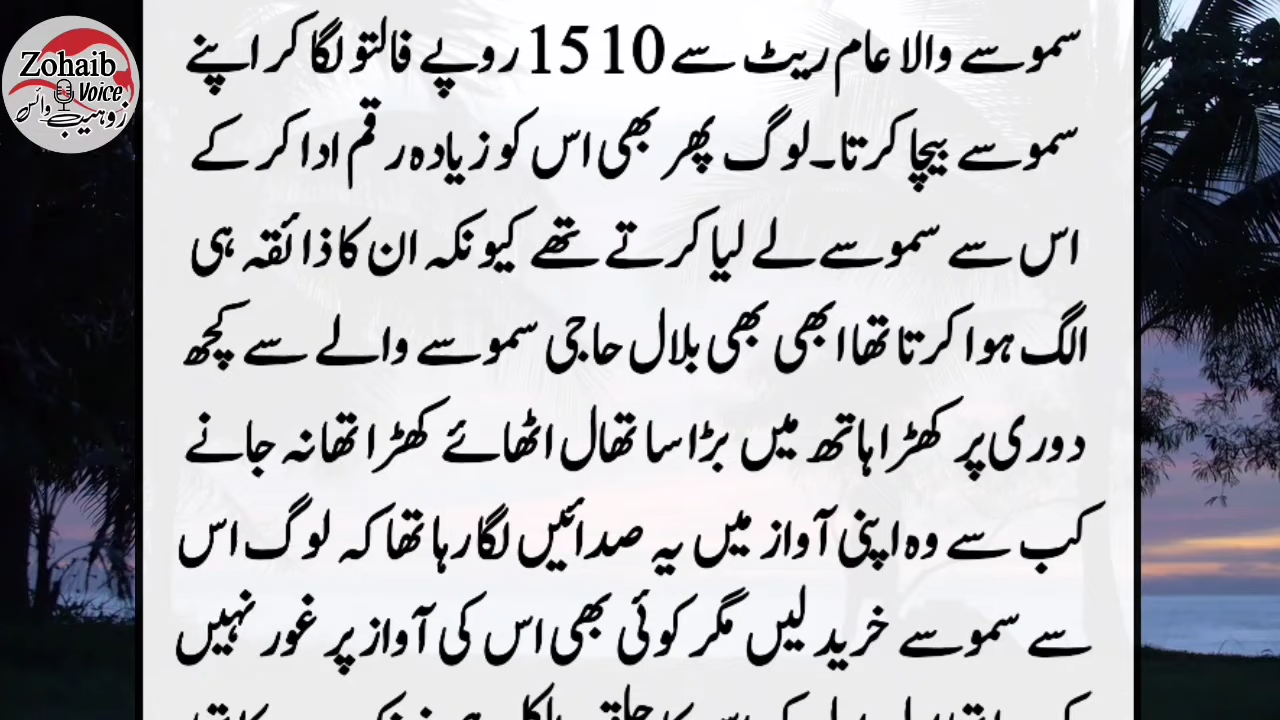 Zohaib
Voice
زوہیب وائس
سموسے والا عام ریٹ سے 1510 روپے فالتو لگا کر اپنے
سموسے بیچا کرتا۔ لوگ پھر بھی اس کو زیادہ رقم ادا کر کے
اس سے سموسے لے لیا کرتے تھے کیونکہ ان کا ذائقہ ہی
الگ ہوا کرتا تھا ابھی بھی بلال حاجی سموسے والے سے کچھ
دوری پر کھڑا ہاتھ میں بڑا سا تھال اٹھائے کھڑا تھا نہ جانے
کب سے وہ اپنی آواز میں یہ صدائیں لگا رہا تھا کہ لوگ اس
سے سموسے خرید لیں مگر کوئی بھی اس کی آواز پر غور نہیں